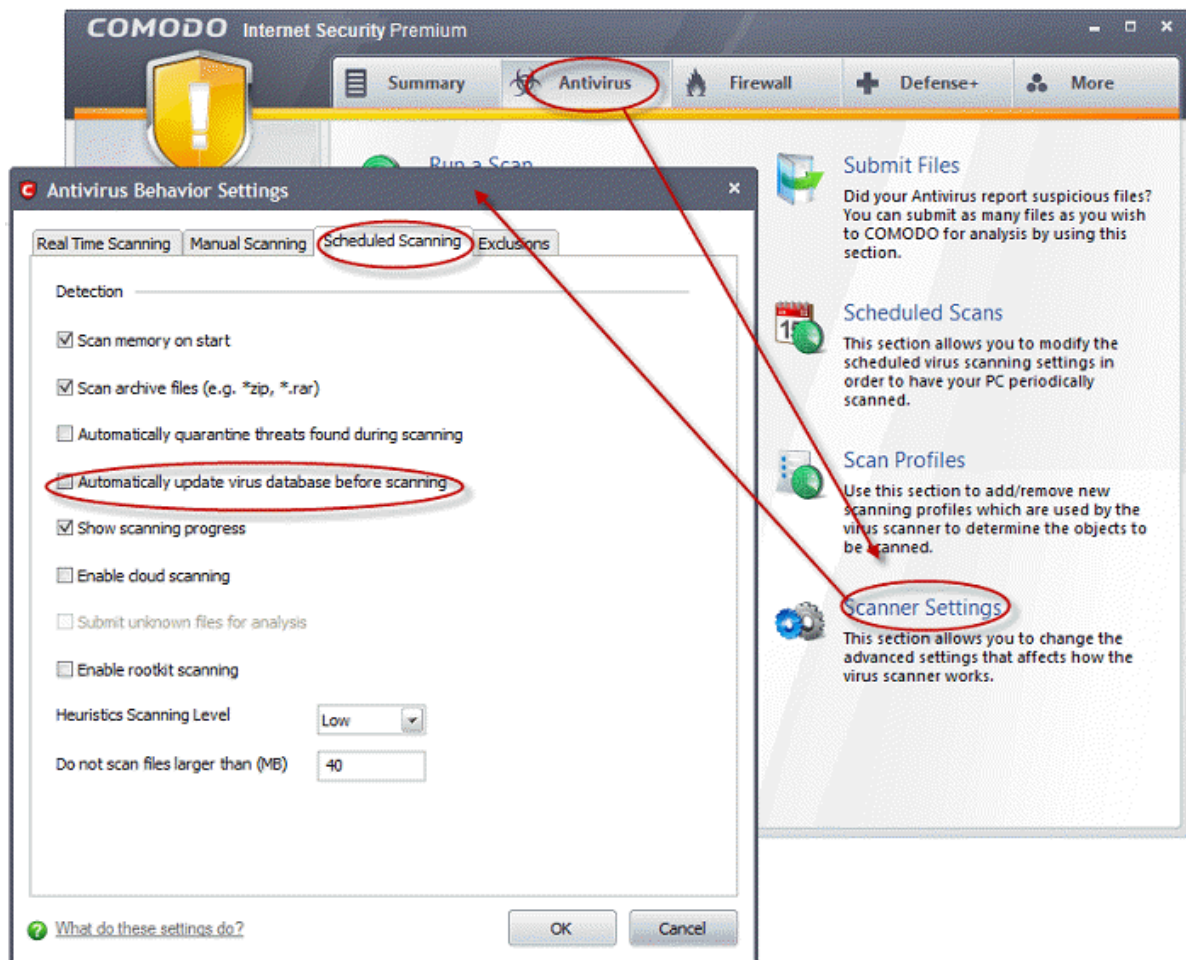 COMODO Internet Security Premium
Summary
Antivirus
Firewall
Defense+
More
Run a Scan
Submit Files
Did your Antivirus report suspicious files?
You can submit as many files as you wish
to COMODO for analysis by using this
section.
Scheduled Scans
This section allows you to modify the
scheduled virus scanning settings in
order to have your PC periodically
scanned.
Scan Profiles
Use this section to add/remove new
scanning profiles which are used by the
virus scanner to determine the objects to
be scanned.
Scanner Settings
This section allows you to change the
advanced settings that affects how the
virus scanner works.
Antivirus Behavior Settings
Real Time Scanning
Manual Scanning
Scheduled Scanning
Exclusions
Detection
Scan memory on start
Scan archive files (e.g. *zip, *.rar)
Automatically quarantine threats found during scanning
Automatically update virus database before scanning
Show scanning progress
Enable cloud scanning
Submit unknown files for analysis
Enable rootkit scanning
Heuristics Scanning Level
Low
Do not scan files larger than (MB)
40
What do these settings do?
OK
Cancel